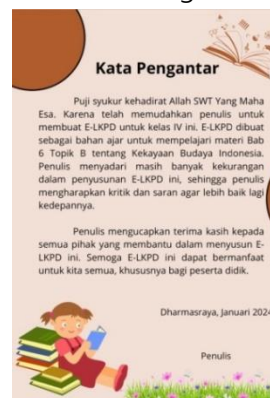 Kata Pengantar
Puji syukur kehadirat Allah SWT Yang Maha
Esa. Karena telah memudahkan penulis untuk
membuat E-LKPD untuk kelas IV ini. E-LKPD dibuat
sebagai bahan ajar untuk mempelajari materi Bab
6 Topik B tentang Kekayaan Budaya Indonesia.
Penulis menyadari masih banyak kekurangan
dalam penyusunan E-LKPD ini, sehingga penulis
mengharapkan kritik dan saran agar lebih baik lagi
kedepannya.
Penulis mengucapkan terima kasih kepada
semua pihak yang membantu dalam menyusun E-
LKPD ini. Semoga E-LKPD ini dapat bermanfaat
untuk kita semua, khususnya bagi peserta didik.
Dharmasraya, Januari 2024
Penulis